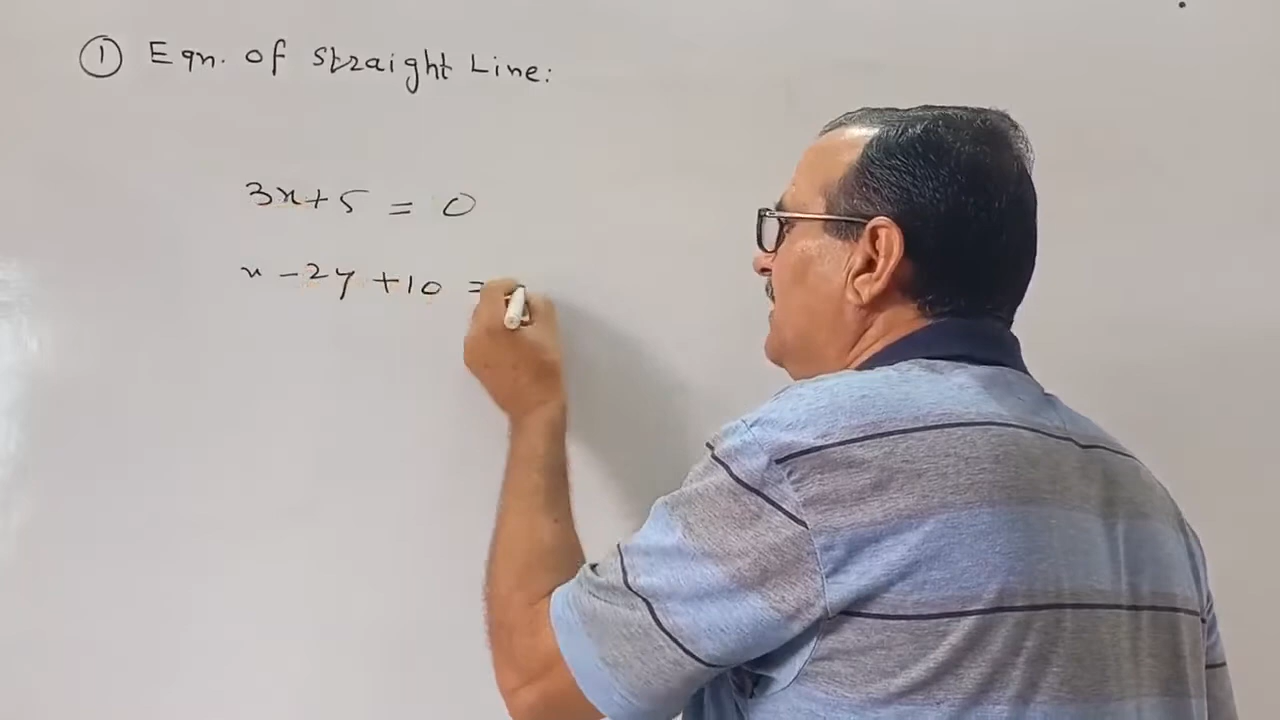 ① Eqn. of straight Line:
3x+5 = 0
x - 2y + 10 =